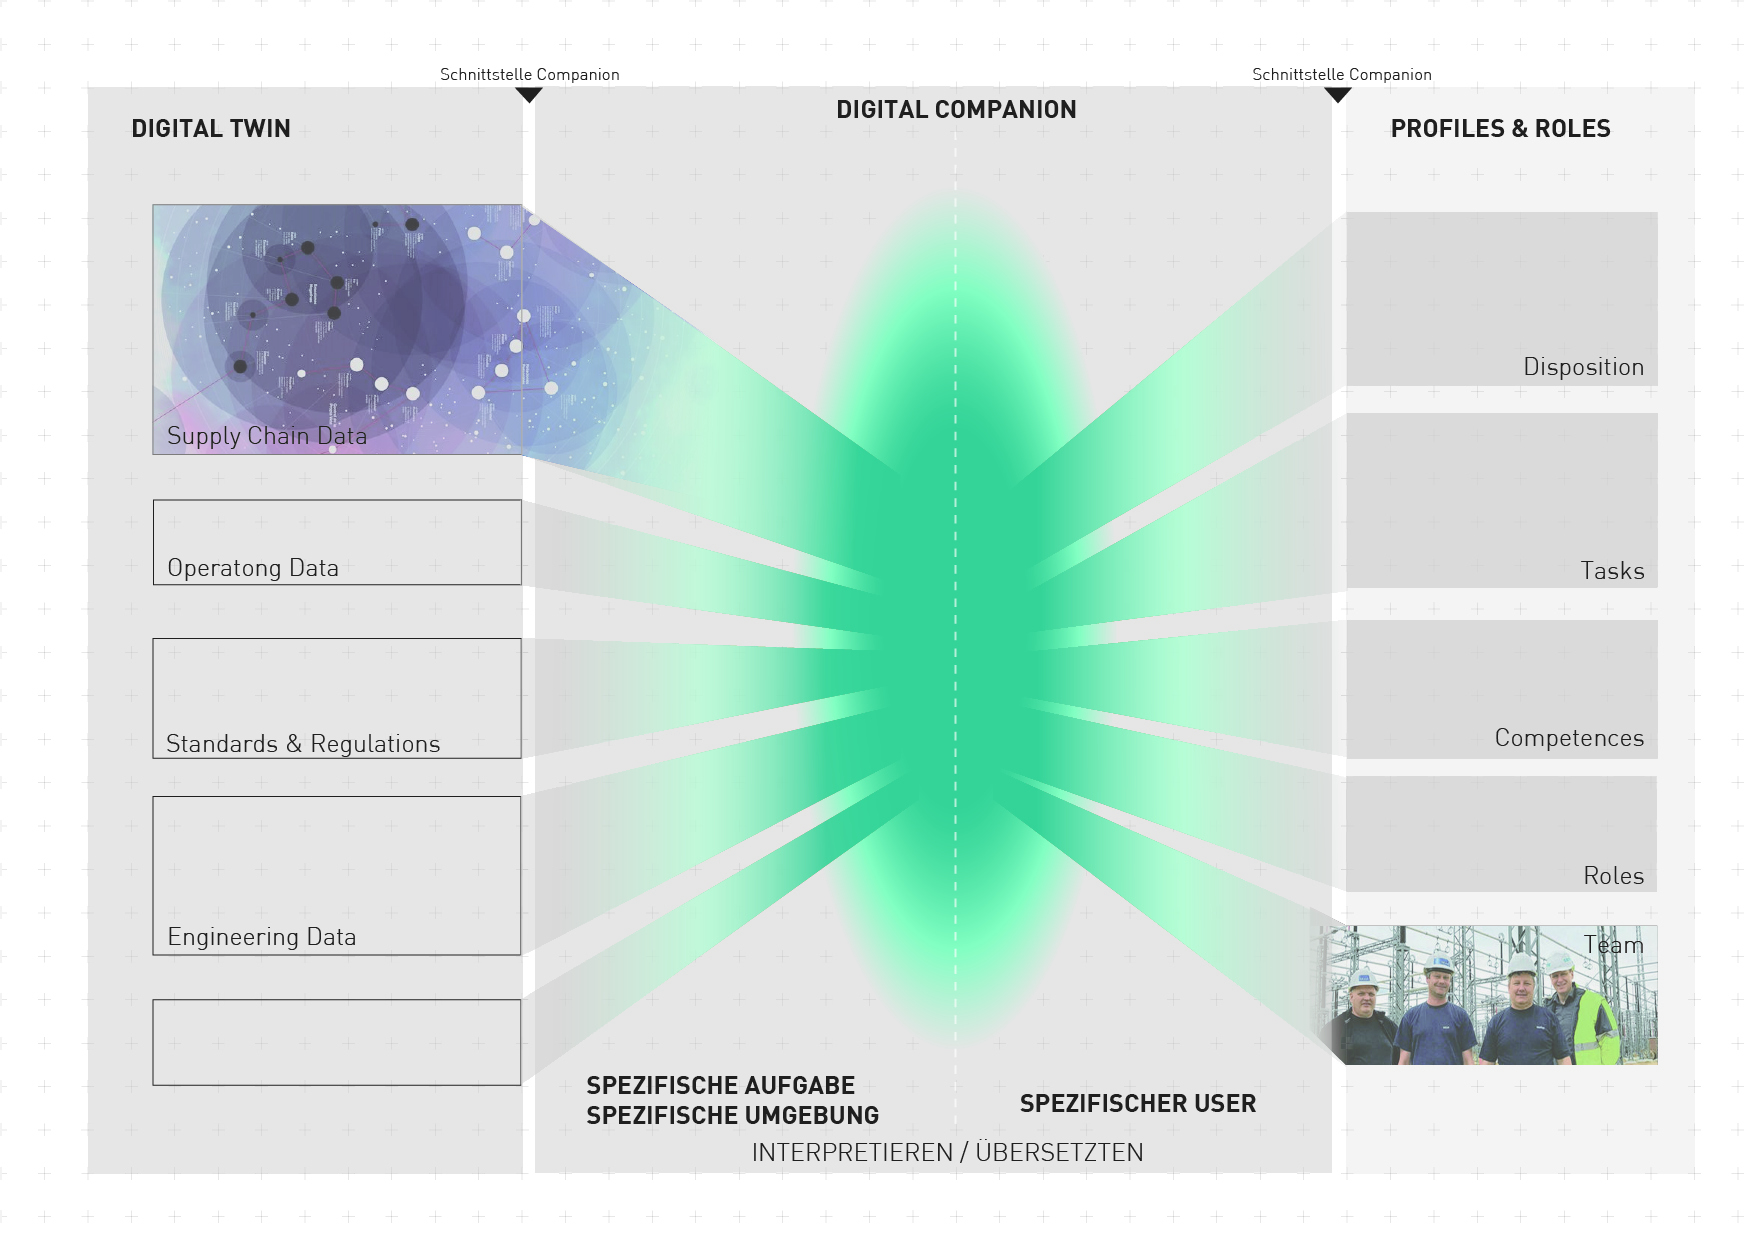 Schnittstelle Companion
Schnittstelle Companion
DIGITAL TWIN
DIGITAL COMPANION
PROFILES & ROLES
Supply Chain Data
Operatong Data
Standards & Regulations
Engineering Data
Disposition
Tasks
Competences
Roles
Team
SPEZIFISCHE AUFGABE
SPEZIFISCHE UMGEBUNG
SPEZIFISCHER USER
INTERPRETIEREN / ÜBERSETZTEN